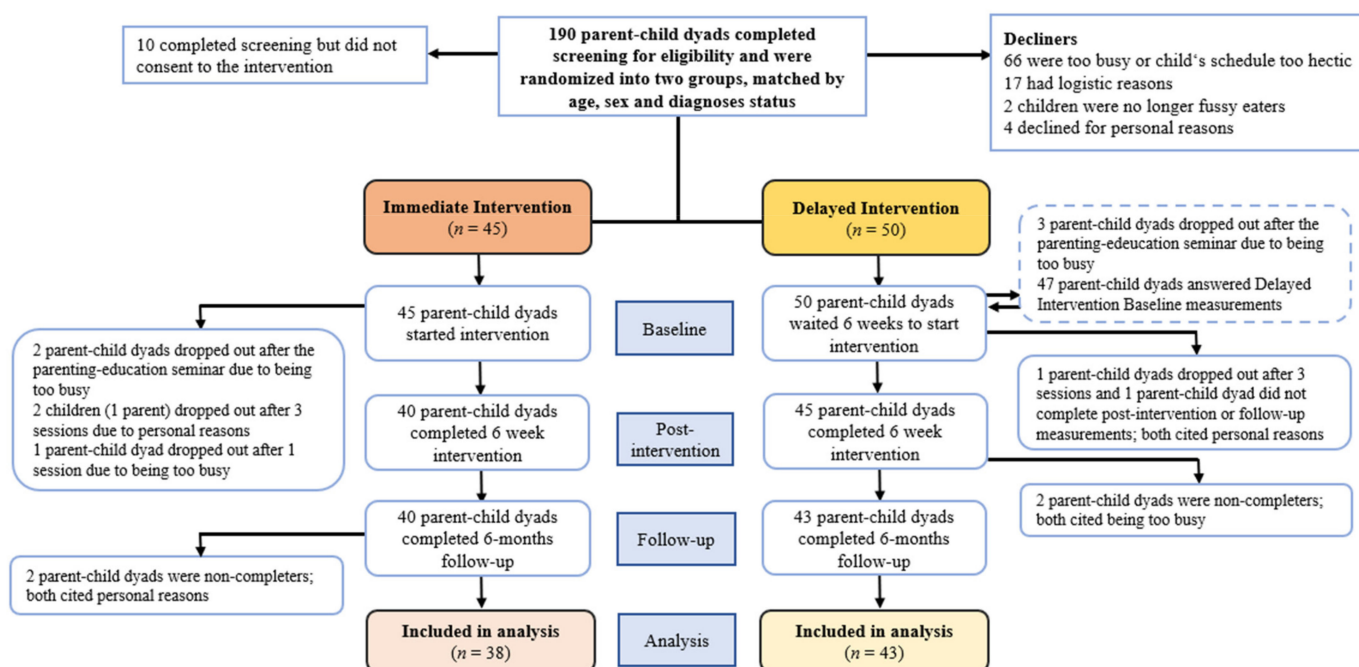 10 completed screening but did not
consent to the intervention
190 parent-child dyads completed
screening for eligibility and were
randomized into two groups, matched by
age, sex and diagnoses status
Decliners
66 were too busy or child‘s schedule too hectic
17 had logistic reasons
2 children were no longer fussy eaters
4 declined for personal reasons
Immediate Intervention
(n = 45)
Delayed Intervention
(n = 50)
3 parent-child dyads dropped out after the
parenting-edeucation seminar due to being
too busy
47 parent-child dyads answered Delayed
Intervention Baseline measurements
45 parent-child dyads
started intervention
Baseline
50 parent-child dyads
waited 6 weeks to start
intervention
2 parent-child dyads dropped out after the
parenting-education seminar due to being
too busy
2 children (1 parent) dropped out after 3
sessions due to personal reasons
1 parent-child dyad dropped out after 1
session due to being too busy
1 parent-child dyads dropped out after 3
sessions and 1 parent-child dyad did not
complete post-intervention or follow-up
measurements; both cited personal reasons
40 parent-child dyads
completed 6 week
intervention
Post-
intervention
45 parent-child dyads
completed 6 week
intervention
2 parent-child dyads were non-completers;
both cited being too busy
40 parent-child dyads
completed 6-months
follow-up
Follow-up
43 parent-child dyads
completed 6-months
follow-up
2 parent-child dyads were non-completers;
both cited personal reasons
Included in analysis
(n = 38)
Analysis
Included in analysis
(n = 43)